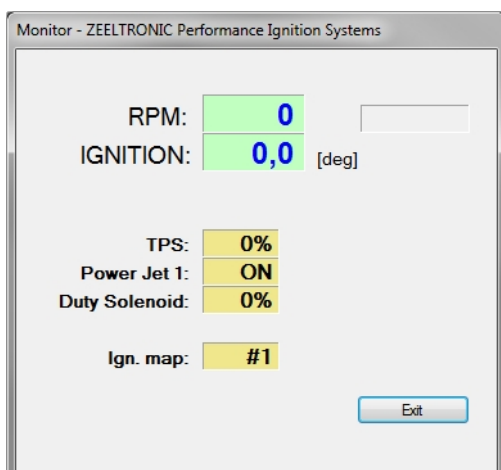 Monitor - ZEELTRONIC Performance Ignition Systems
RPM: 0
IGNITION: 0,0 [deg]
TPS: 0%
Power Jet 1: ON
Duty Solenoid: 0%
Ign. map: #1
Exit